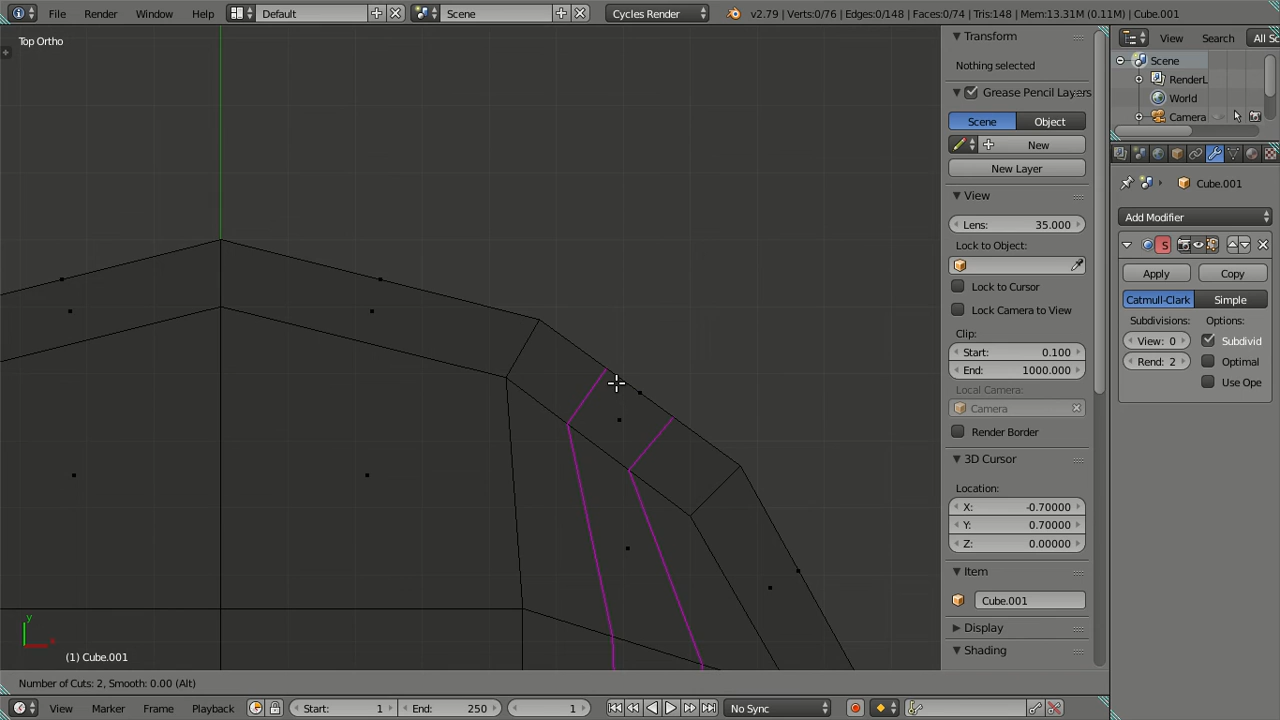 File Render Window Help Default Scene Cycles Render v2.79 | Verts:0/76 | Edges:0/148 | Faces:0/74 | Tris:148 | Mem:13.31M (0.11M) | Cube.001
Top Ortho
Transform
Nothing selected
Grease Pencil Layers
Scene Object
New
New Layer
View
Lens: 35.000
Lock to Object:
Lock to Cursor
Lock Camera to View
Clip:
Start: 0.100
End: 1000.000
Local Camera:
Camera
Render Border
3D Cursor
Location:
X: -0.70000
Y: 0.70000
Z: 0.00000
Item
Cube.001
Display
Shading
View Search All Sc
Scene
RenderL
World
Camera
Cube.001
Add Modifier
S
Apply Copy
Catmull-Clark Simple
Subdivisions: Options:
View: 0 Subdivid
Rend: 2 Optimal
Use Ope
y
x
(1) Cube.001
Number of Cuts: 2, Smooth: 0.00 (Alt)
View Marker Frame Playback Start: 1 End: 250 1 No Sync